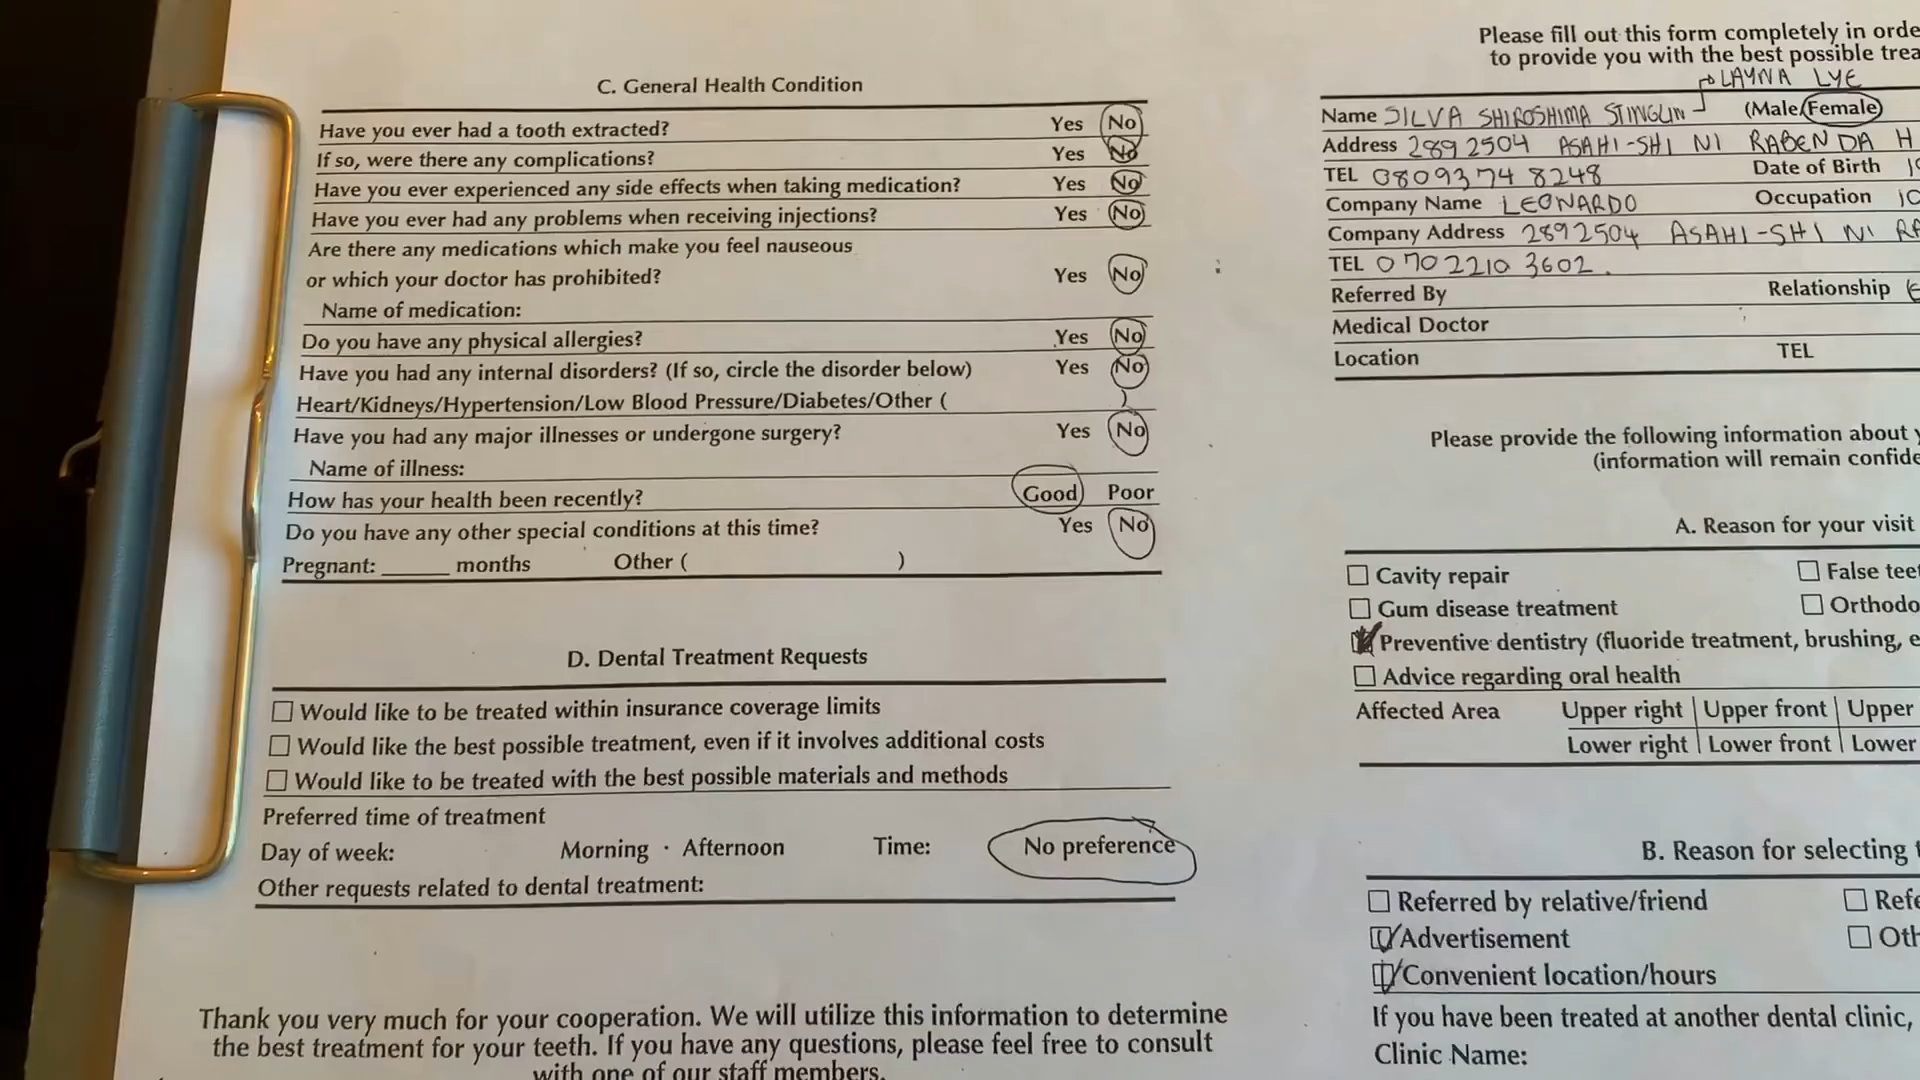 C. General Health Condition
Have you ever had a tooth extracted? Yes No
If so, were there any complications? Yes No
Have you ever experienced any side effects when taking medication? Yes No
Have you ever had any problems when receiving injections? Yes No
Are there any medications which make you feel nauseous
or which your doctor has prohibited? Yes No
Name of medication:
Do you have any physical allergies? Yes No
Have you had any internal disorders? (If so, circle the disorder below) Yes No
Heart/Kidneys/Hypertension/Low Blood Pressure/Diabetes/Other ( )
Have you had any major illnesses or undergone surgery? Yes No
Name of illness:
How has your health been recently? Good Poor
Do you have any other special conditions at this time? Yes No
Pregnant: ______ months Other ( )
D. Dental Treatment Requests
Would like to be treated within insurance coverage limits
Would like the best possible treatment, even if it involves additional costs
Would like to be treated with the best possible materials and methods
Preferred time of treatment
Day of week: Morning · Afternoon Time: No preference
Other requests related to dental treatment:
Thank you very much for your cooperation. We will utilize this information to determine
the best treatment for your teeth. If you have any questions, please feel free to consult
with one of our staff members.
Please fill out this form completely in orde
to provide you with the best possible trea
LAYNA LYE
Name SILVA SHIROSHIMA STINGLIN (Male/Female)
Address 289 2504 ASAHI-SHI NI RABENDA H
TEL 0809374 8248 Date of Birth 19
Company Name LEONARDO Occupation
Company Address 2892504 ASAHI-SHI NI RA
TEL 070 2210 3602.
Referred By Relationship
Medical Doctor
Location TEL
Please provide the following information about y
(information will remain confide
A. Reason for your visit
Cavity repair False teet
Gum disease treatment Orthodo
Preventive dentistry (fluoride treatment, brushing, e
Advice regarding oral health
Affected Area Upper right Upper front Upper
Lower right Lower front Lower
B. Reason for selecting t
Referred by relative/friend Refe
Advertisement Oth
Convenient location/hours
If you have been treated at another dental clinic,
Clinic Name: